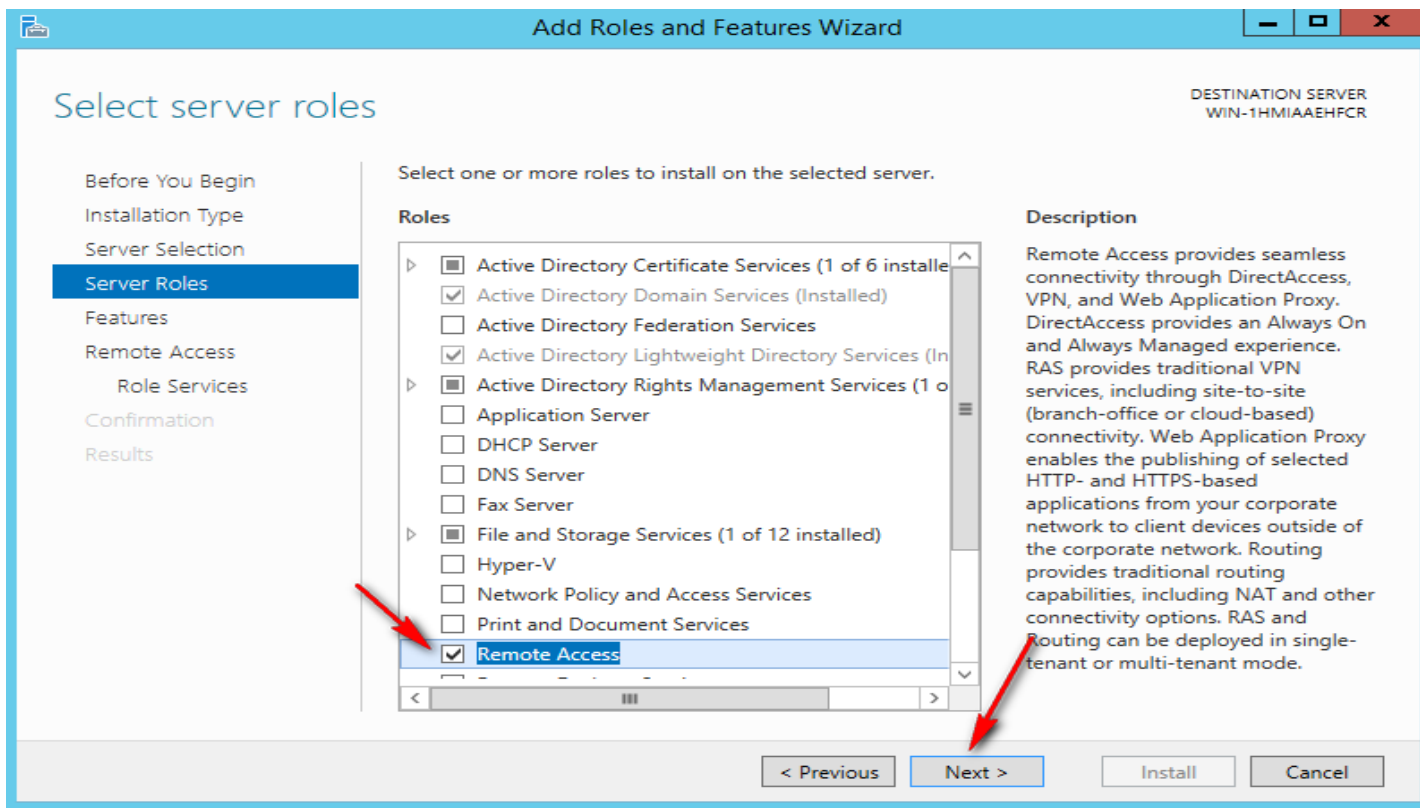 Add Roles and Features Wizard
Select server roles
DESTINATION SERVER
WIN-1HMIAAEHFCR
Before You Begin
Installation Type
Server Selection
Server Roles
Features
Remote Access
Role Services
Confirmation
Results
Select one or more roles to install on the selected server.
Roles
Active Directory Certificate Services (1 of 6 installe
Active Directory Domain Services (Installed)
Active Directory Federation Services
Active Directory Lightweight Directory Services (In
Active Directory Rights Management Services (1 o
Application Server
DHCP Server
DNS Server
Fax Server
File and Storage Services (1 of 12 installed)
Hyper-V
Network Policy and Access Services
Print and Document Services
Remote Access
Description
Remote Access provides seamless
connectivity through DirectAccess,
VPN, and Web Application Proxy.
DirectAccess provides an Always On
and Always Managed experience.
RAS provides traditional VPN
services, including site-to-site
(branch-office or cloud-based)
connectivity. Web Application Proxy
enables the publishing of selected
HTTP- and HTTPS-based
applications from your corporate
network to client devices outside of
the corporate network. Routing
provides traditional routing
capabilities, including NAT and other
connectivity options. RAS and
Routing can be deployed in single-
tenant or multi-tenant mode.
< Previous
Next >
Install
Cancel